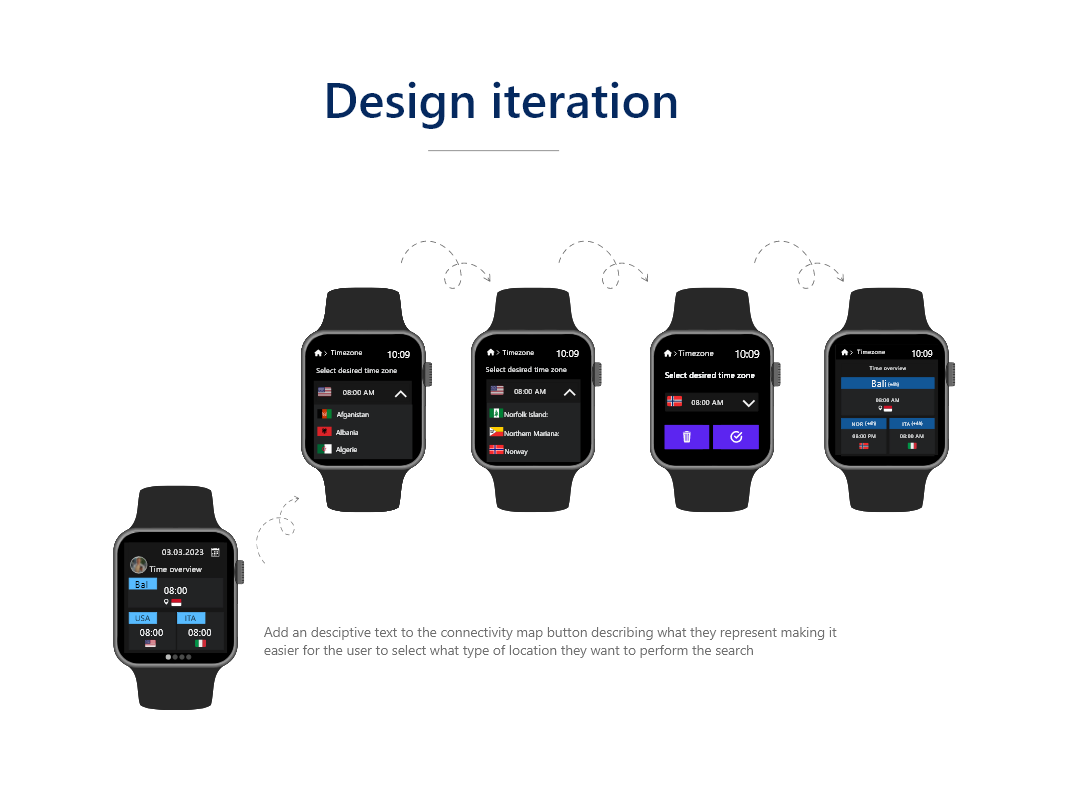 Design iteration
> Timezone 10:09
Select desired time zone
08:00 AM
Afganistan
Albania
Algerie
> Timezone 10:09
Select desired time zone
08:00 AM
Norfolk Island:
Northern Mariana:
Norway
>Timezone 10:09
Select desired time zone
08:00 AM
> Timezone 10:09
Time overview
Bali
08:00 AM
NOR ITA
08:00 PM 08:00 AM
03.03.2023
Time overview
Bal
08:00
USA ITA
08:00 08:00
Add an desciptive text to the connectivity map button describing what they represent making it
easier for the user to select what type of location they want to perform the search